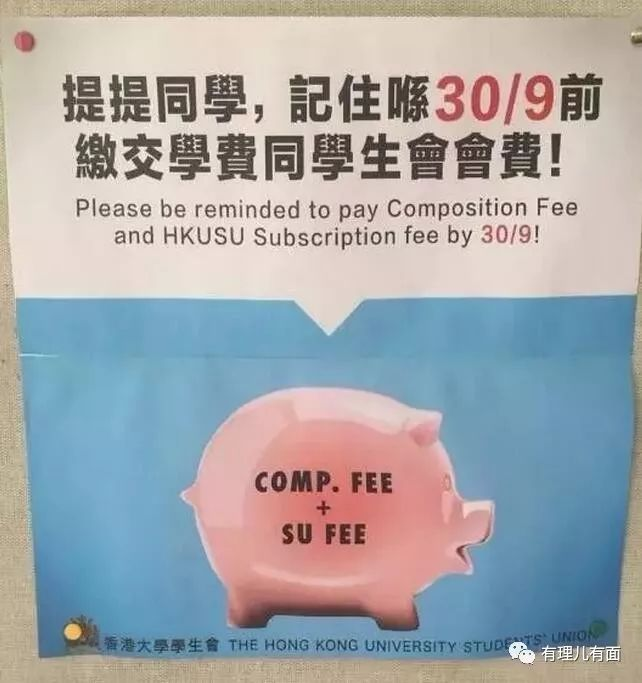 提提同學，記住喺30/9前
繳交學費同學生會會費！
Please be reminded to pay Composition Fee
and HKUSU Subscription fee by 30/9!
COMP. FEE
+
SU FEE
香港大學學生會 THE HONG KONG UNIVERSITY STUDENTS' UNION
有理儿有面